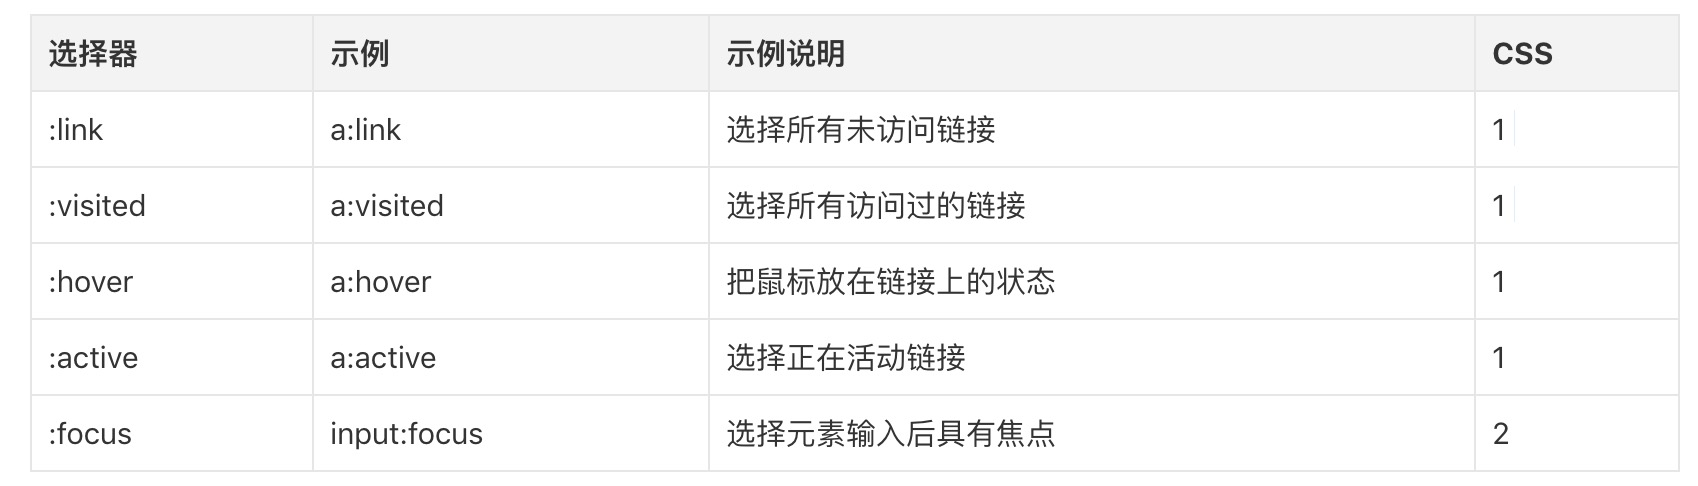 选择器 示例 示例说明 CSS
:link a:link 选择所有未访问链接 1
:visited a:visited 选择所有访问过的链接 1
:hover a:hover 把鼠标放在链接上的状态 1
:active a:active 选择正在活动链接 1
:focus input:focus 选择元素输入后具有焦点 2